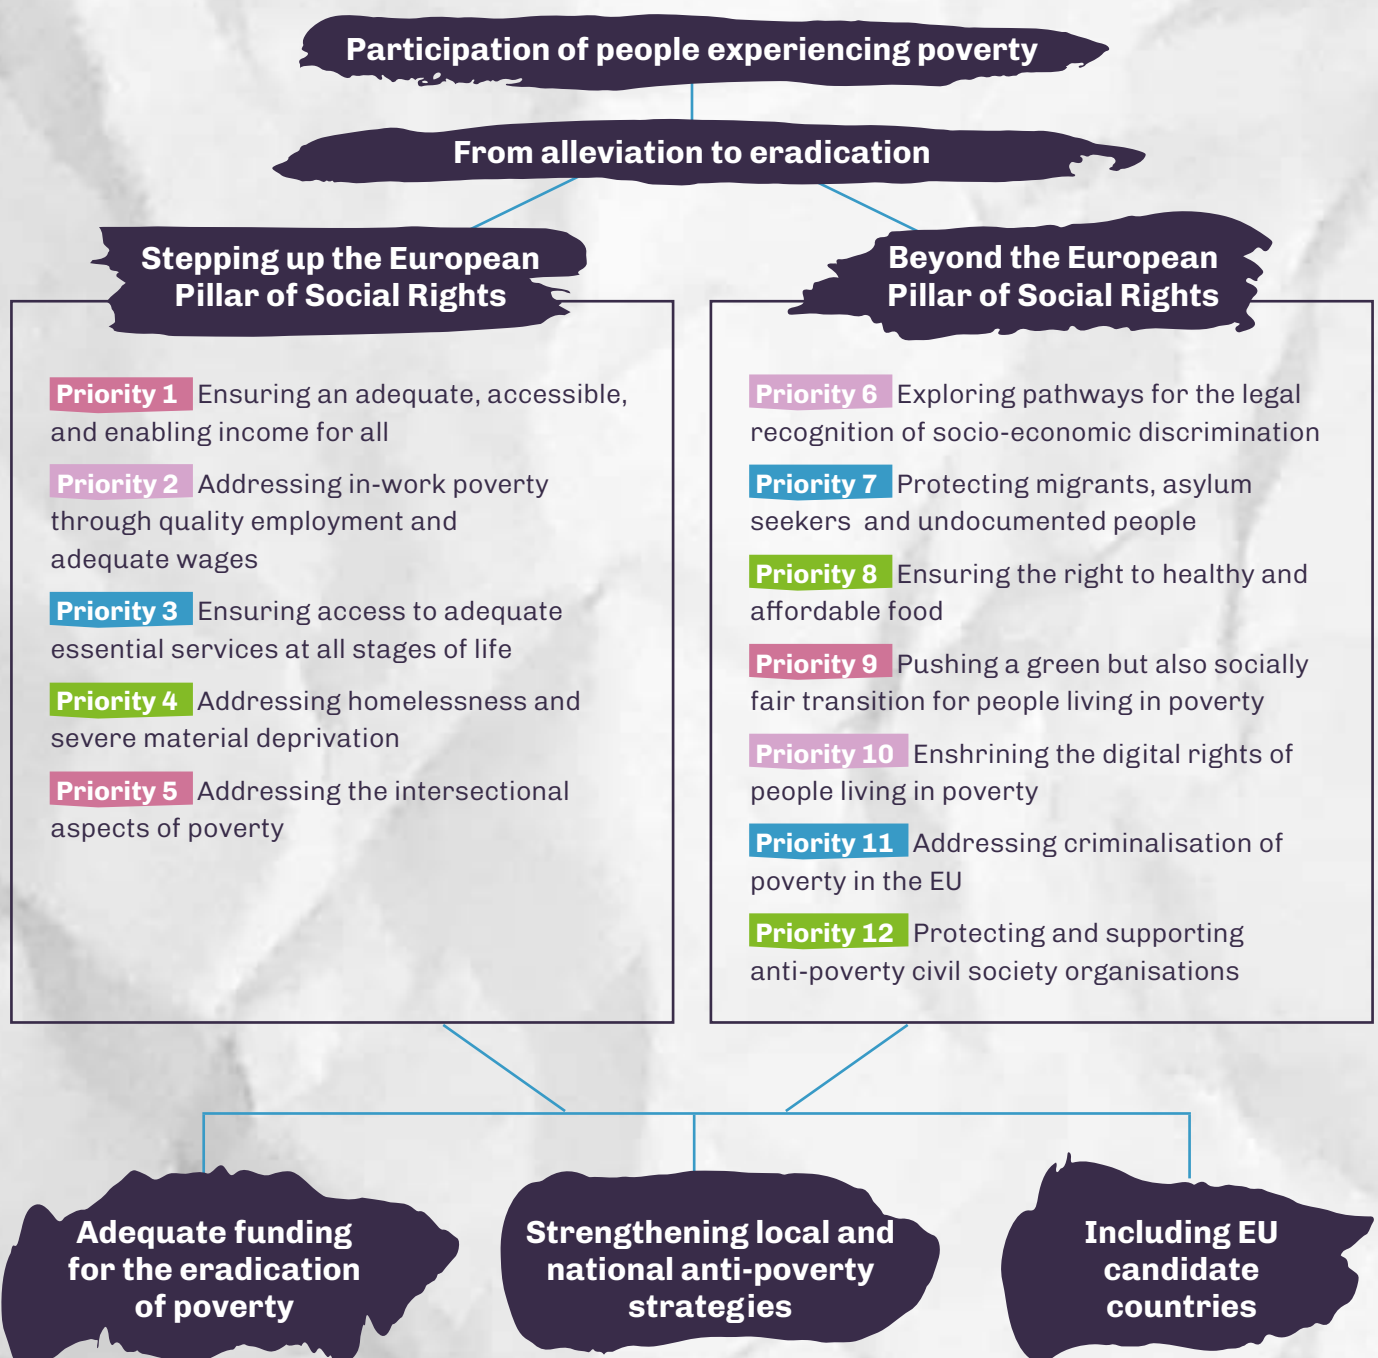 Participation of people experiencing poverty
From alleviation to eradication
Stepping up the European
Pillar of Social Rights
Priority 1 Ensuring an adequate, accessible,
and enabling income for all
Priority 2 Addressing in-work poverty
through quality employment and
adequate wages
Priority 3 Ensuring access to adequate
essential services at all stages of life
Priority 4 Addressing homelessness and
severe material deprivation
Priority 5 Addressing the intersectional
aspects of poverty
Beyond the European
Pillar of Social Rights
Priority 6 Exploring pathways for the legal
recognition of socio-economic discrimination
Priority 7 Protecting migrants, asylum
seekers and undocumented people
Priority 8 Ensuring the right to healthy and
affordable food
Priority 9 Pushing a green but also socially
fair transition for people living in poverty
Priority 10 Enshrining the digital rights of
people living in poverty
Priority 11 Addressing criminalisation of
poverty in the EU
Priority 12 Protecting and supporting
anti-poverty civil society organisations
Adequate funding
for the eradication
of poverty
Strengthening local and
national anti-poverty
strategies
Including EU
candidate
countries